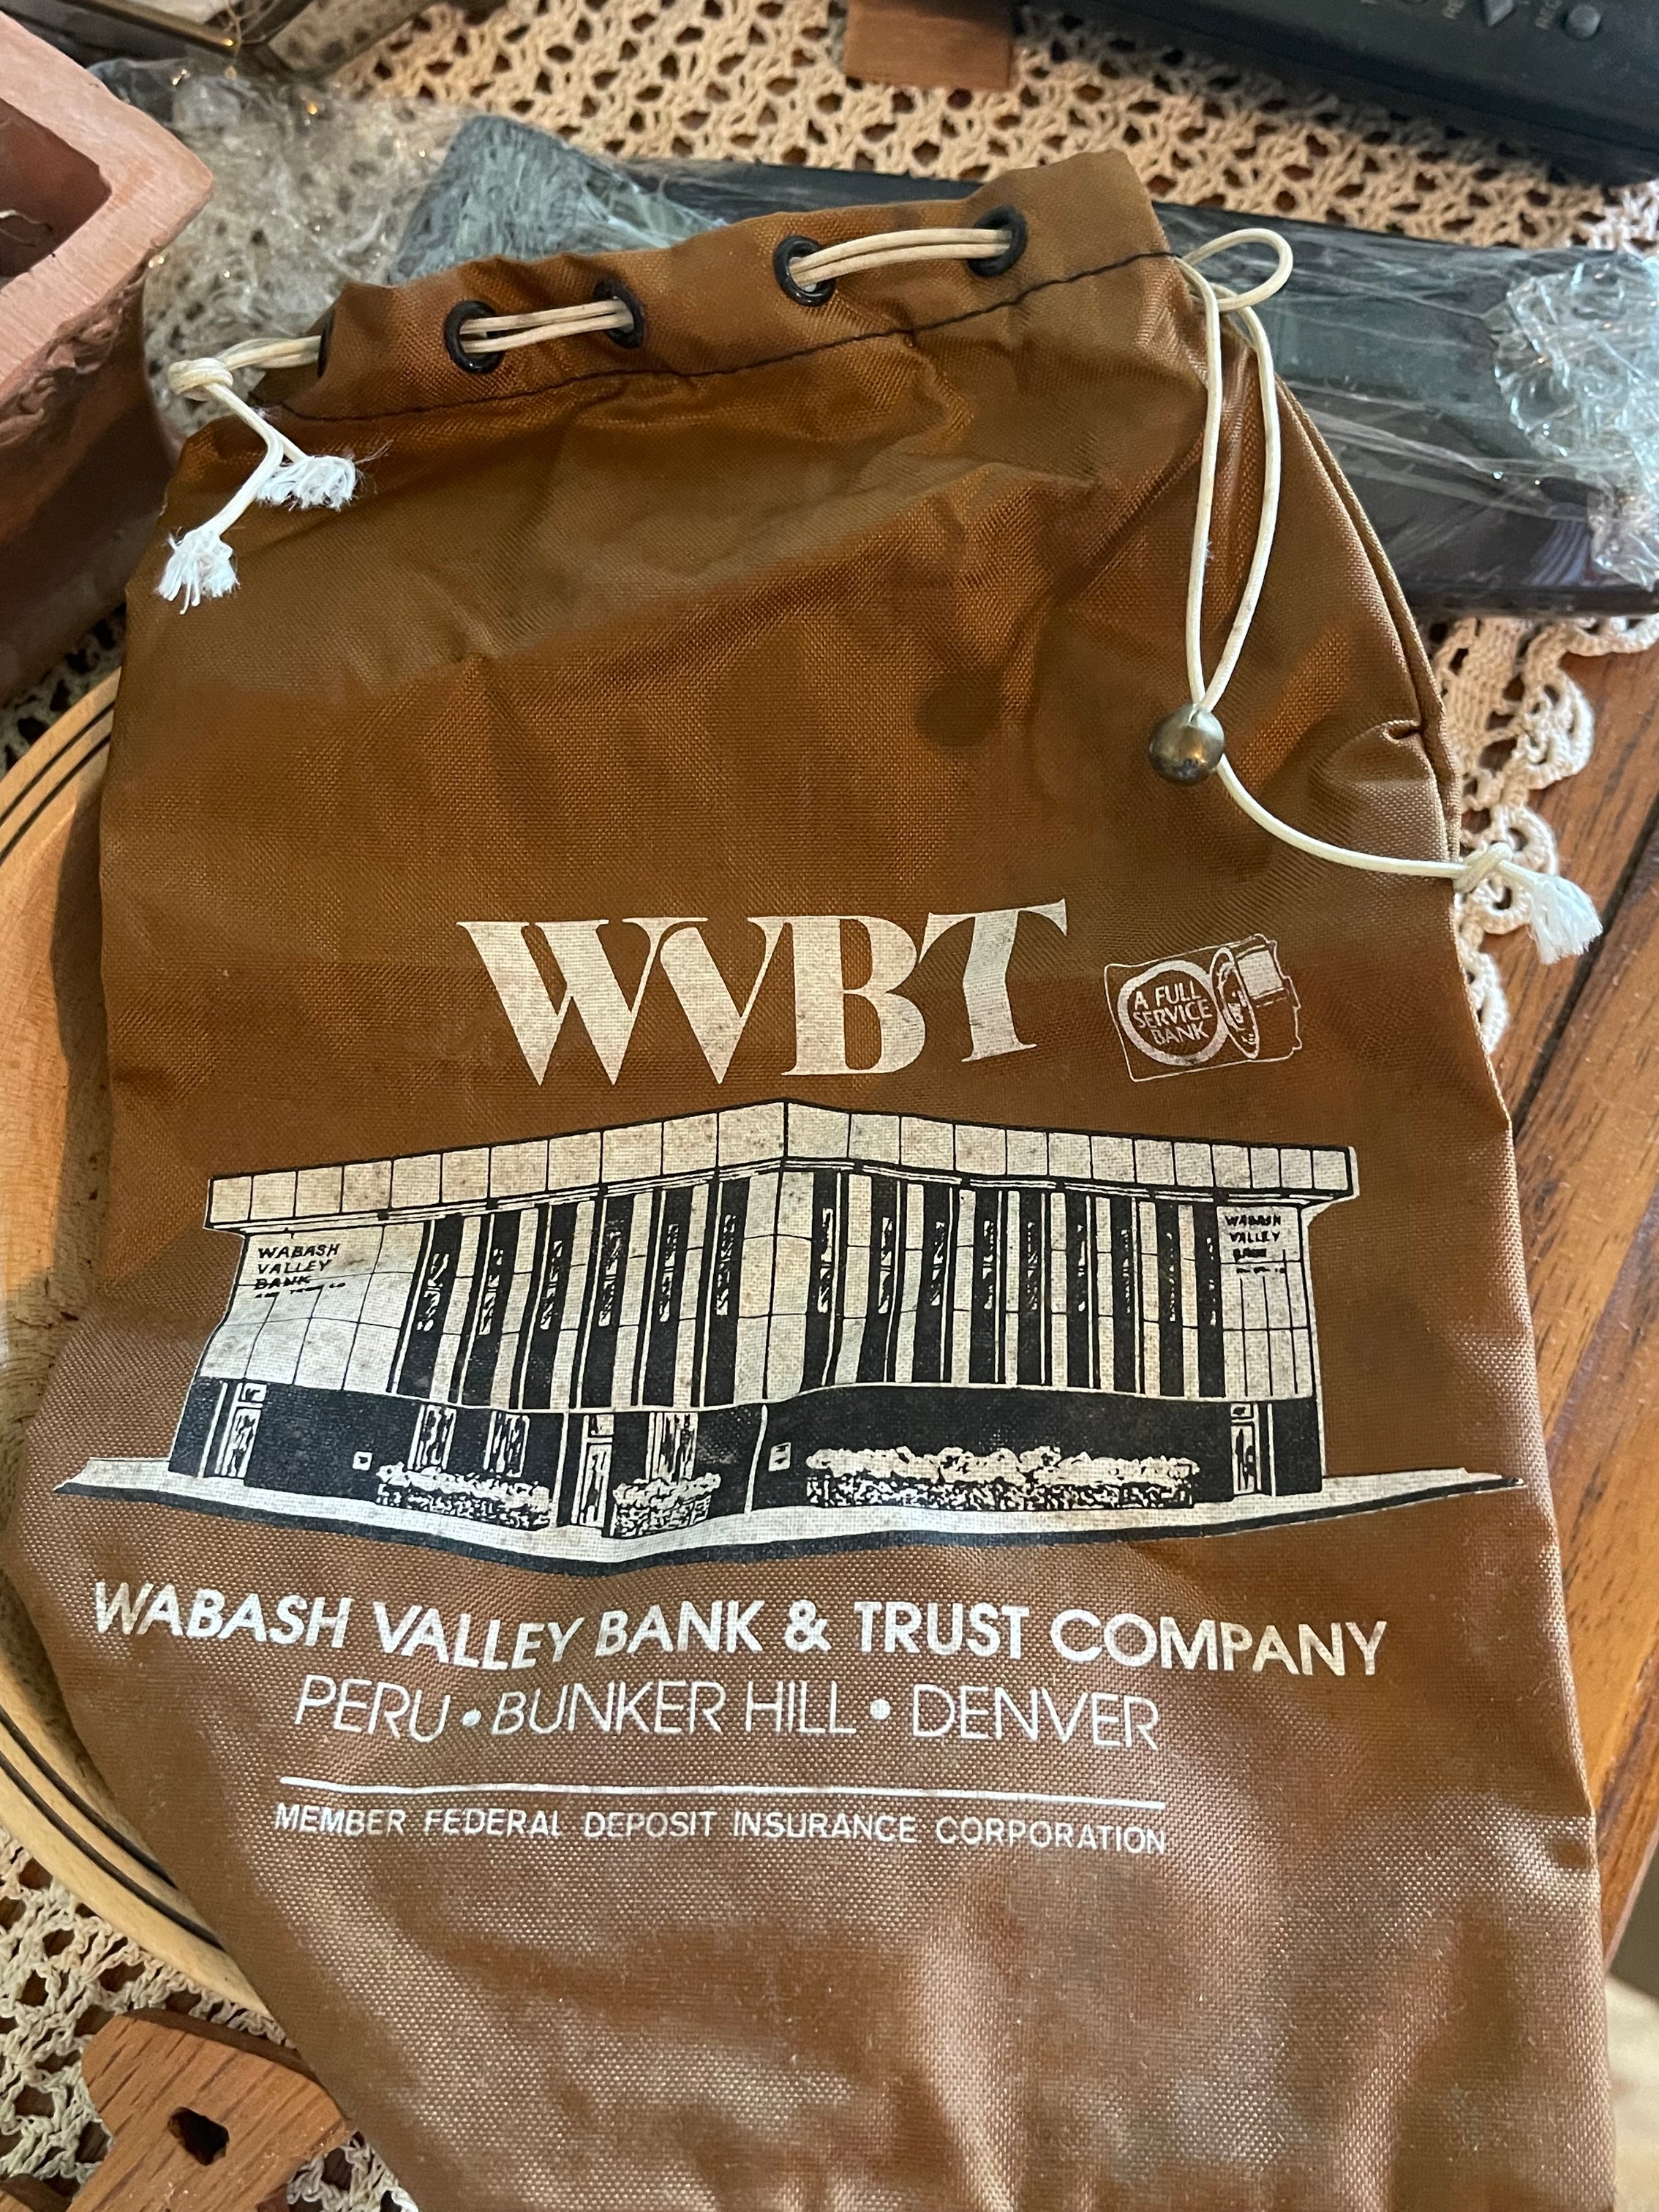 WVBT
A FULL
SERVICE
BANK
WABASH
VALLEY
BANK
WABASH
VALLEY
BANK
WABASH VALLEY BANK & TRUST COMPANY
PERU • BUNKER HILL • DENVER
MEMBER FEDERAL DEPOSIT INSURANCE CORPORATION